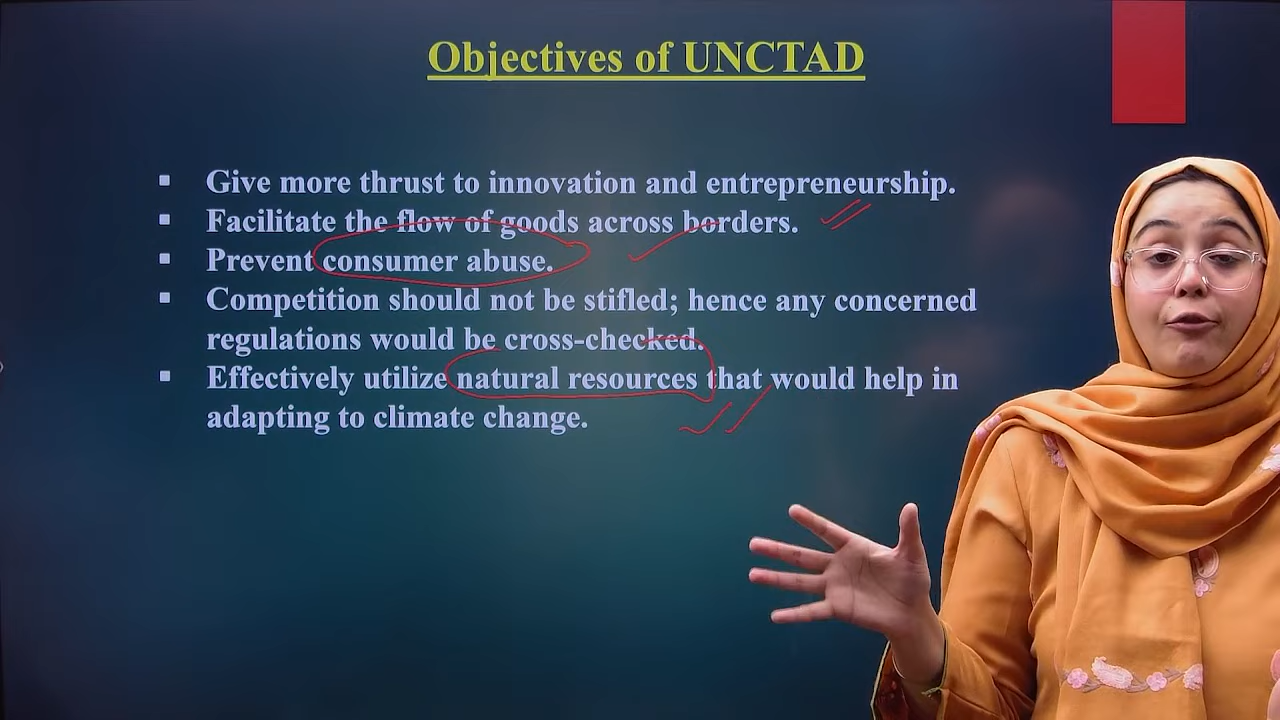 Objectives of UNCTAD
▪ Give more thrust to innovation and entrepreneurship.
▪ Facilitate the flow of goods across borders.
▪ Prevent consumer abuse.
▪ Competition should not be stifled; hence any concerned
regulations would be cross-checked.
▪ Effectively utilize natural resources that would help in
adapting to climate change.